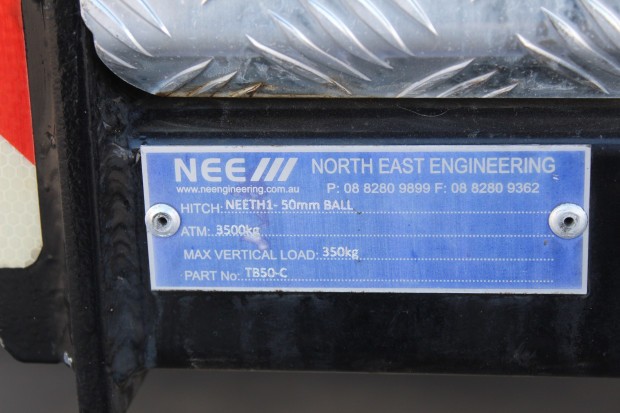 NEE/// NORTH EAST ENGINEERING
www.neengineering.com.au P: 08 8280 9899 F: 08 8280 9362
HITCH: NEETH1- 50mm BALL
ATM: 3500kg
MAX VERTICAL LOAD: 350kg
PART No: TB50-C